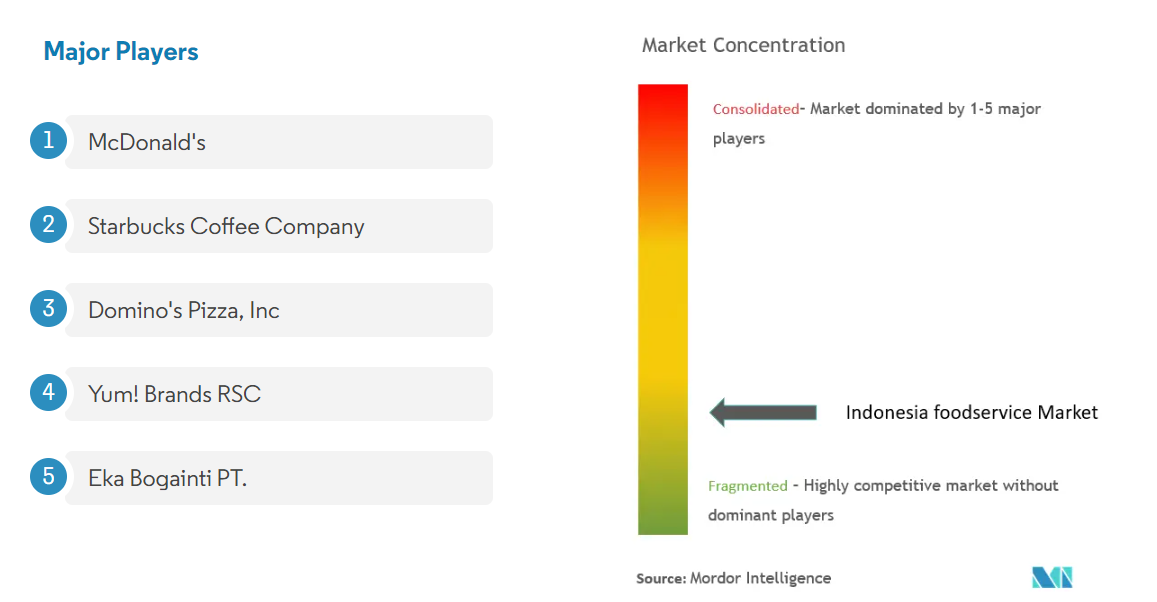 Major Players
1 McDonald's
2 Starbucks Coffee Company
3 Domino's Pizza, Inc
4 Yum! Brands RSC
5 Eka Bogainti PT.
Market Concentration
Consolidated- Market dominated by 1-5 major
players
Indonesia foodservice Market
Fragmented - Highly competitive market without
dominant players
Source: Mordor Intelligence